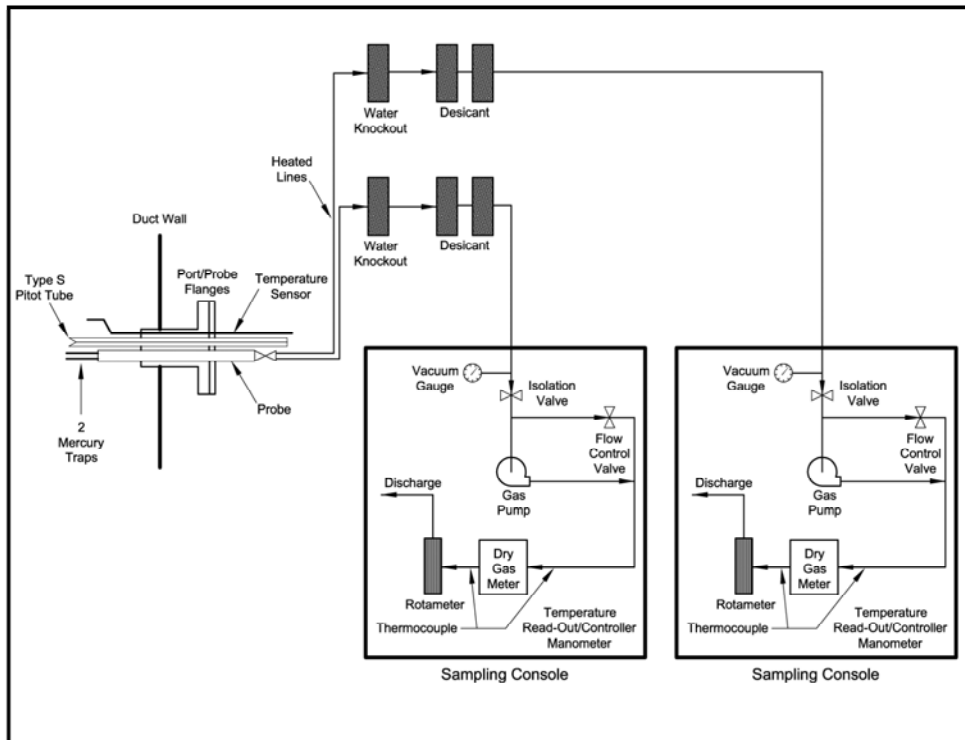 Water
Knockout
Desicant
Heated
Lines
Water
Knockout
Desicant
Duct Wall
Type S
Pitot Tube
Port/Probe
Flanges
Temperature
Sensor
2
Mercury
Traps
Probe
Vacuum
Gauge
Isolation
Valve
Flow
Control
Valve
Gas
Pump
Discharge
Dry
Gas
Meter
Rotameter
Thermocouple
Temperature
Read-Out/Controller
Manometer
Sampling Console
Vacuum
Gauge
Isolation
Valve
Flow
Control
Valve
Gas
Pump
Discharge
Dry
Gas
Meter
Rotameter
Thermocouple
Temperature
Read-Out/Controller
Manometer
Sampling Console